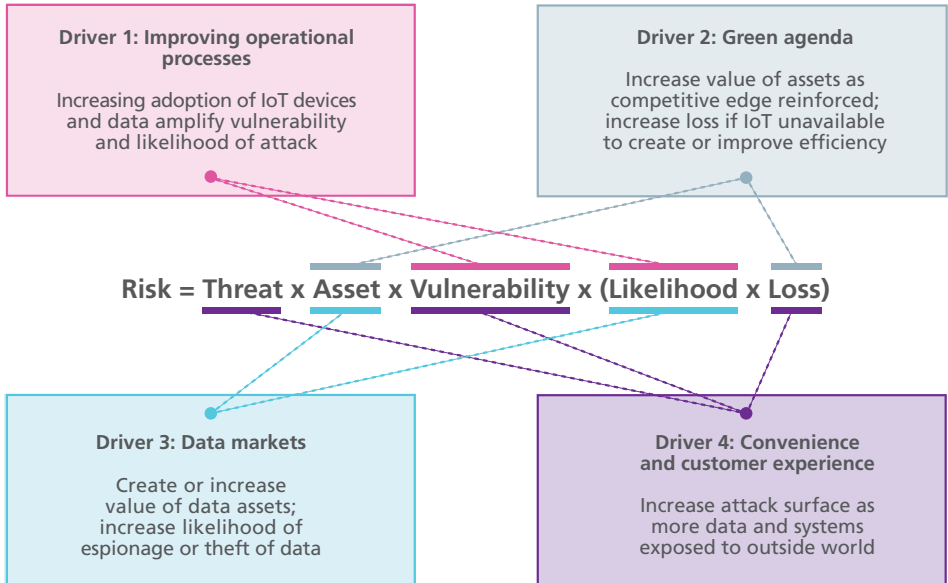 Driver 1: Improving operational
processes
Increasing adoption of IoT devices
and data amplify vulnerability
and likelihood of attack
Driver 2: Green agenda
Increase value of assets as
competitive edge reinforced;
increase loss if IoT unavailable
to create or improve efficiency
Risk = Threat x Asset x Vulnerability x (Likelihood x Loss)
Driver 3: Data markets
Create or increase
value of data assets;
increase likelihood of
espionage or theft of data
Driver 4: Convenience
and customer experience
Increase attack surface as
more data and systems
exposed to outside world